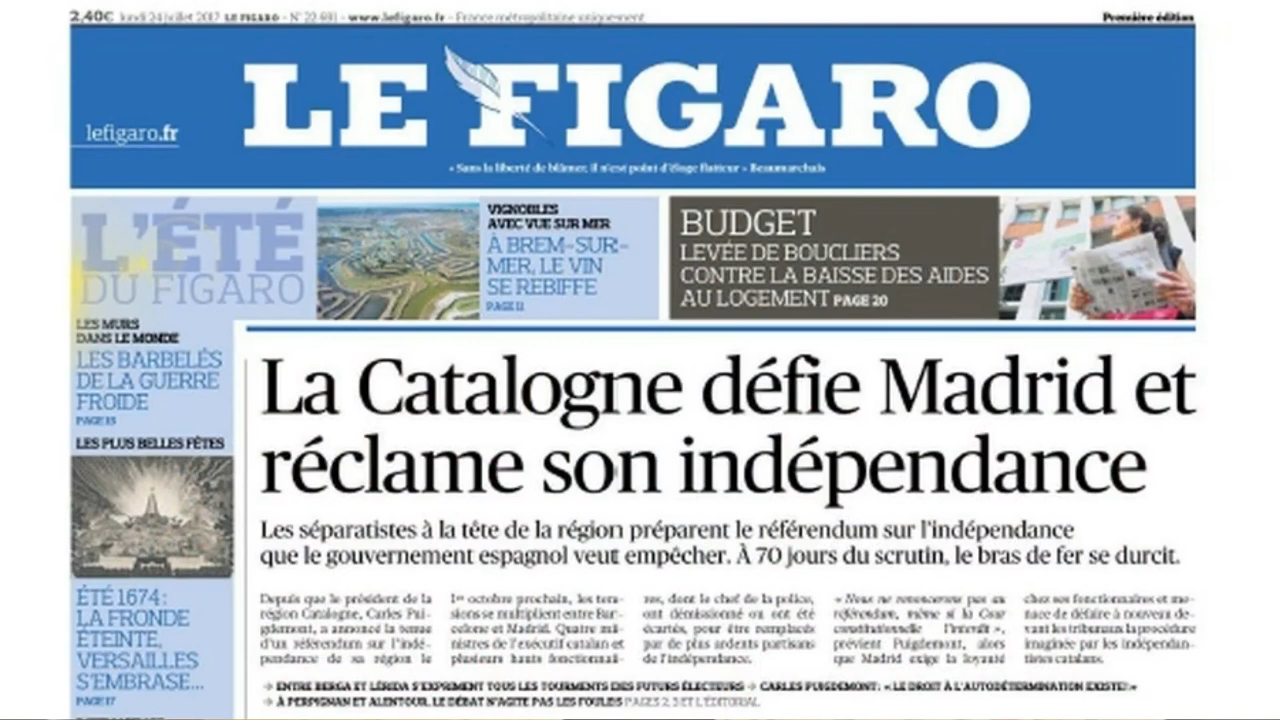 2,40€ lundi 24 juillet 2017 LE FIGARO - N° 22 691 - www.lefigaro.fr - France métropolitaine uniquement
Première édition
LE FIGARO
lefigaro.fr
« Sans la liberté de blâmer, il n'est point d'éloge flatteur » Beaumarchais
L'ÉTÉ
DU FIGARO
VIGNOBLES
AVEC VUE SUR MER
À BREM-SUR-
MER, LE VIN
SE REBIFFE
PAGE 11
BUDGET
LEVÉE DE BOUCLIERS
CONTRE LA BAISSE DES AIDES
AU LOGEMENT PAGE 20
LES MURS
DANS LE MONDE
LES BARBELÉS
DE LA GUERRE
FROIDE
PAGE 15
LES PLUS BELLES FÊTES
ÉTÉ 1674 :
LA FRONDE
ÉTEINTE,
VERSAILLES
S'EMBRASE...
PAGE 17
La Catalogne défie Madrid et
réclame son indépendance
Les séparatistes à la tête de la région préparent le référendum sur l'indépendance
que le gouvernement espagnol veut empêcher. À 70 jours du scrutin, le bras de fer se durcit.
Depuis que le président de la
région Catalogne, Carles Pui-
gdemont, a annoncé la tenue
d'un référendum sur l'indé-
pendance de sa région le
1er octobre prochain, les ten-
sions se multiplient entre Bar-
celone et Madrid. Quatre mi-
nistres de l'exécutif catalan et
plusieurs hauts fonctionnai-
res, dont le chef de la police,
ont démissionné ou ont été
écartés, pour être remplacés
par de plus ardents partisans
de l'indépendance.
« Nous ne renoncerons pas au
référendum, même si la Cour
constitutionnelle l'interdit »,
prévient Puigdemont, alors
que Madrid exige la loyauté
chez ses fonctionnaires et me-
nace de défaire à nouveau de-
vant les tribunaux la procédure
imaginée par les indépendan-
tistes catalans.
→ ENTRE BERGA ET LÉRIDA S'EXPRIMENT TOUS LES TOURMENTS DES FUTURS ÉLECTEURS → CARLES PUIGDEMONT : « LE DROIT À L'AUTODÉTERMINATION EXISTE ! »
→ À PERPIGNAN ET ALENTOUR, LE DÉBAT N'AGITE PAS LES FOULES PAGES 2, 3 ET L'ÉDITORIAL